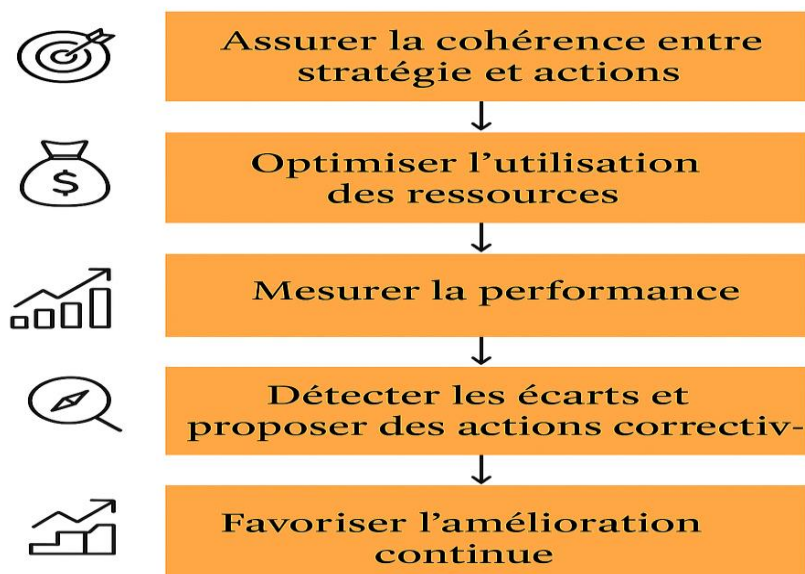 Assurer la cohérence entre
stratégie et actions
$
Optimiser l'utilisation
des ressources
Mesurer la performance
Détecter les écarts et
proposer des actions correctiv-
Favoriser l'amélioration
continue